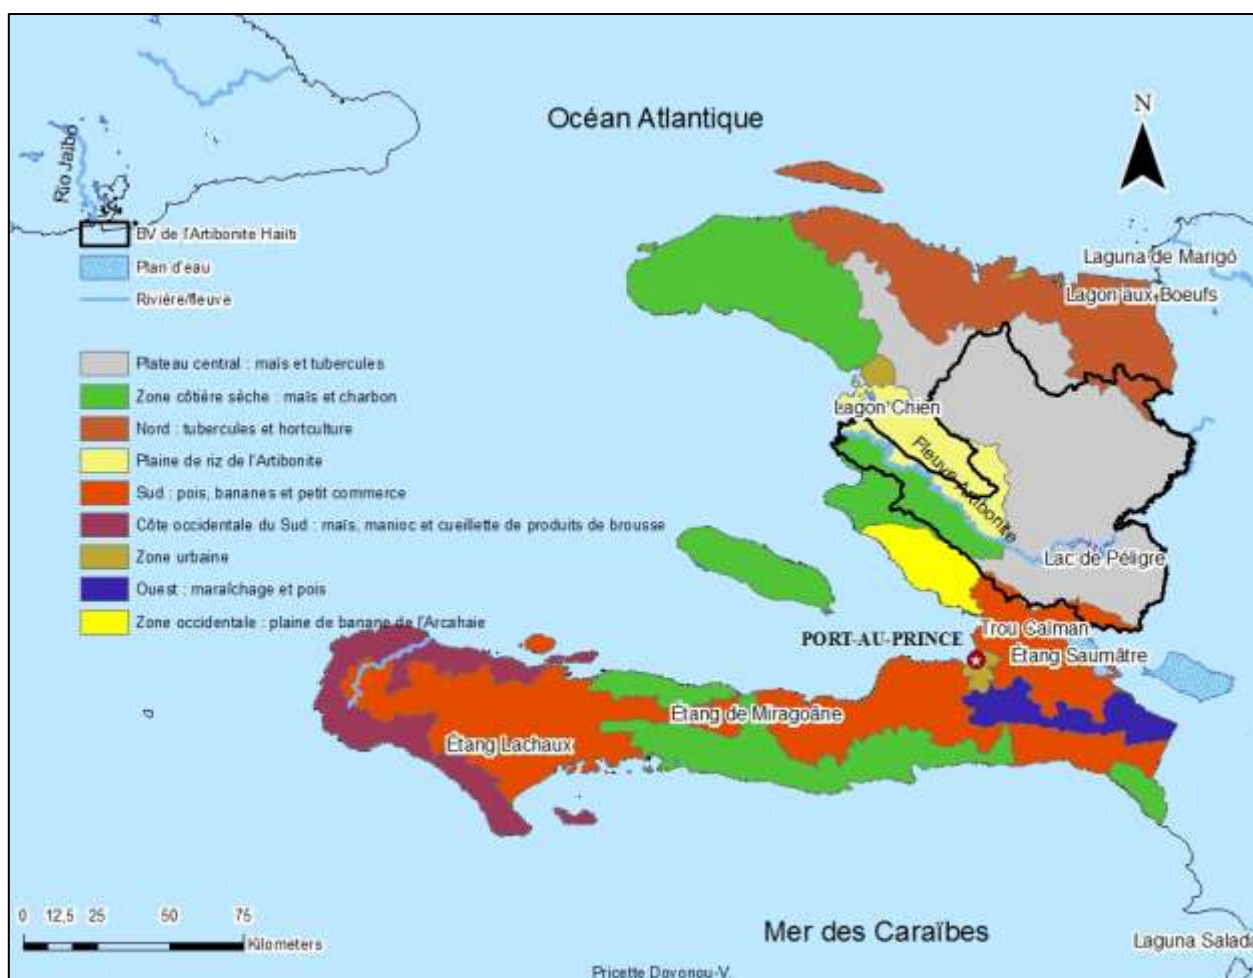 Océan Atlantique
N
Rio Jaibo
BV de l'Artibonite Haïti
Plan d'eau
Rivière/fleuve
Plateau central : maïs et tubercules
Zone côtière sèche : maïs et charbon
Nord : tubercules et hortculture
Plaine de riz de l'Artibonite
Sud : pois, bananes et petit commerce
Côte occidentale du Sud : maïs, manioc et cueillette de produits de brousse
Zone urbaine
Ouest : maraîchage et pois
Zone occidentale : plaine de banane de l'Arcahaie
Laguna de Marigó
Lagon aux Boeufs
Lagon Chien
Fleuve Artibonite
Lac de Péligre
Trou Caïman
PORT-AU-PRINCE
Étang Saumâtre
Étang de Miragoâne
Étang Lachaux
0 12,5 25 50 75
Kilometers
Mer des Caraïbes
Laguna Salada
Pricette Dovonou-V.